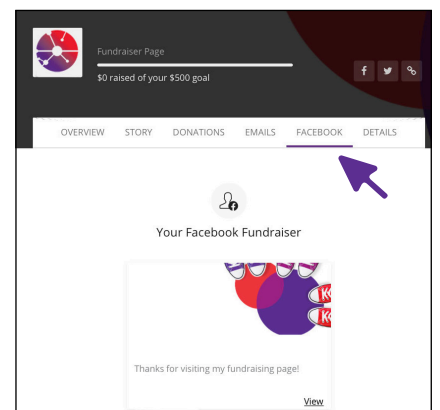 Fundraiser Page
$0 raised of your $500 goal
OVERVIEW STORY DONATIONS EMAILS FACEBOOK DETAILS
Your Facebook Fundraiser
Thanks for visiting my fundraising page!
View